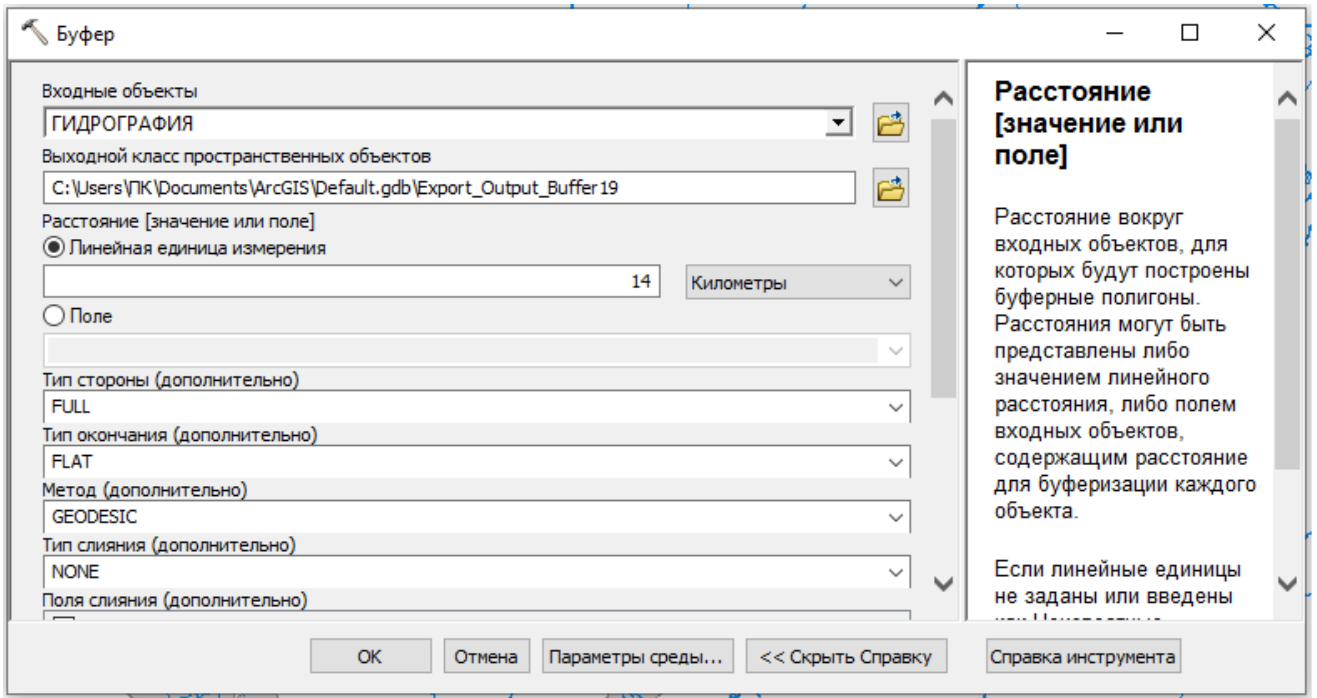 Буфер
Входные объекты
ГИДРОГРАФИЯ
Выходной класс пространственных объектов
C:\Users\ПК\Documents\ArcGIS\Default.gdb\Export_Output_Buffer19
Расстояние [значение или поле]
Линейная единица измерения
14 Километры
Поле
Тип стороны (дополнительно)
FULL
Тип окончания (дополнительно)
FLAT
Метод (дополнительно)
GEODESIC
Тип слияния (дополнительно)
NONE
Поля слияния (дополнительно)
Расстояние
[значение или
поле]
Расстояние вокруг
входных объектов, для
которых будут построены
буферные полигоны.
Расстояния могут быть
представлены либо
значением линейного
расстояния, либо полем
входных объектов,
содержащим расстояние
для буферизации каждого
объекта.
Если линейные единицы
не заданы или введены
OK Отмена Параметры среды... << Скрыть Справку Справка инструмента